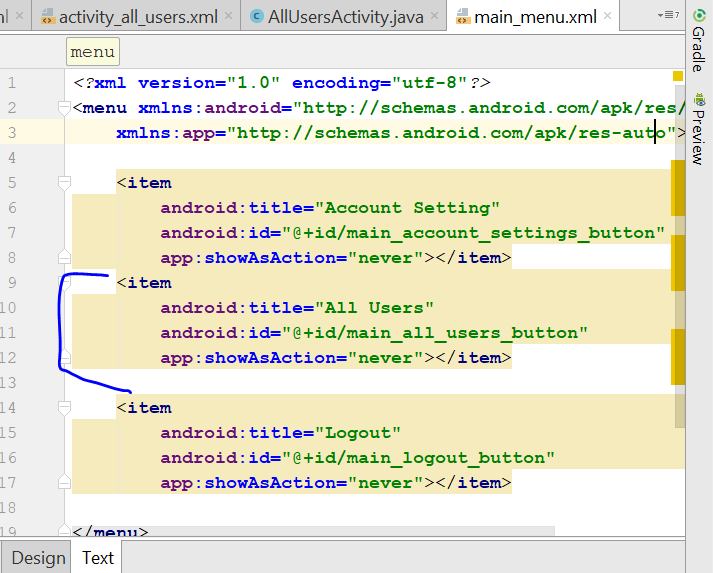 ml × activity_all_users.xml × AllUsersActivity.java × main_menu.xml × 7
menu
1 <?xml version="1.0" encoding="utf-8"?>
2 <menu xmlns:android="http://schemas.android.com/apk/res/
3 xmlns:app="http://schemas.android.com/apk/res-auto">
4
5 <item
6 android:title="Account Setting"
7 android:id="@+id/main_account_settings_button"
8 app:showAsAction="never"></item>
9 <item
10 android:title="All Users"
11 android:id="@+id/main_all_users_button"
12 app:showAsAction="never"></item>
13
14 <item
15 android:title="Logout"
16 android:id="@+id/main_logout_button"
17 app:showAsAction="never"></item>
18
19 </menu>
Design Text
Gradle
Preview